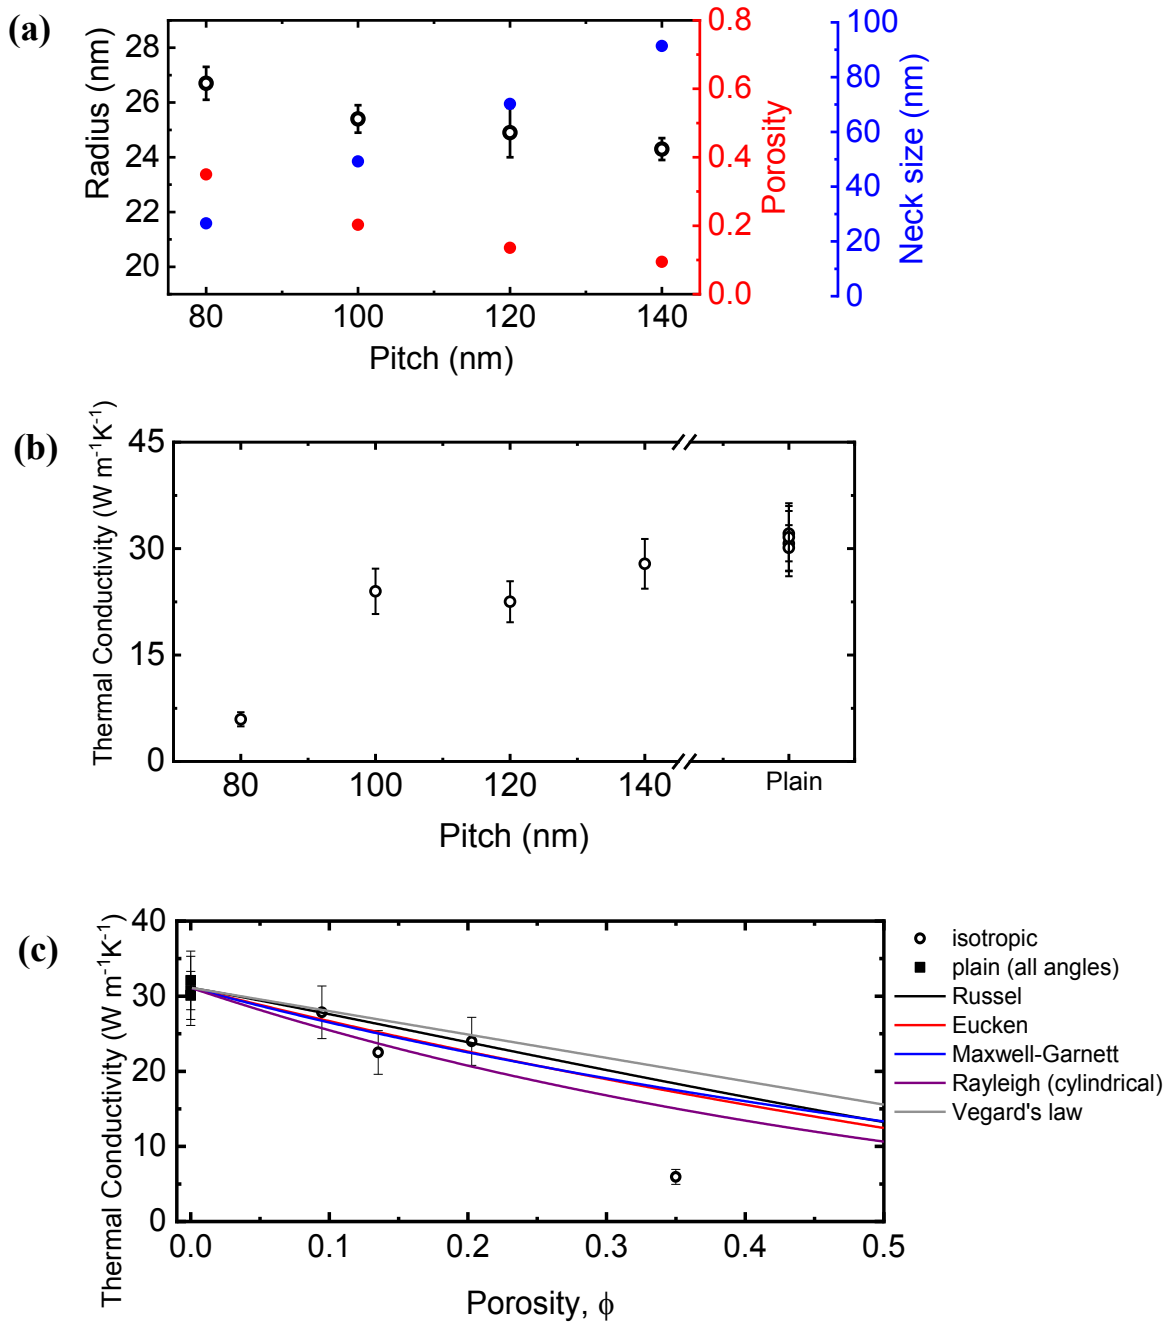 (a)
Radius (nm)
28
26
24
22
20
80
100
120
140
Pitch (nm)
0.8
0.6
0.4
0.2
0.0
Porosity
100
80
60
40
20
0
Neck size (nm)
(b)
Thermal Conductivity (W m⁻¹K⁻¹)
45
30
15
0
80
100
120
140
Plain
Pitch (nm)
(c)
Thermal Conductivity (W m⁻¹K⁻¹)
40
30
20
10
0
0.0
0.1
0.2
0.3
0.4
0.5
Porosity, ϕ
isotropic
plain (all angles)
Russel
Eucken
Maxwell-Garnett
Rayleigh (cylindrical)
Vegard's law